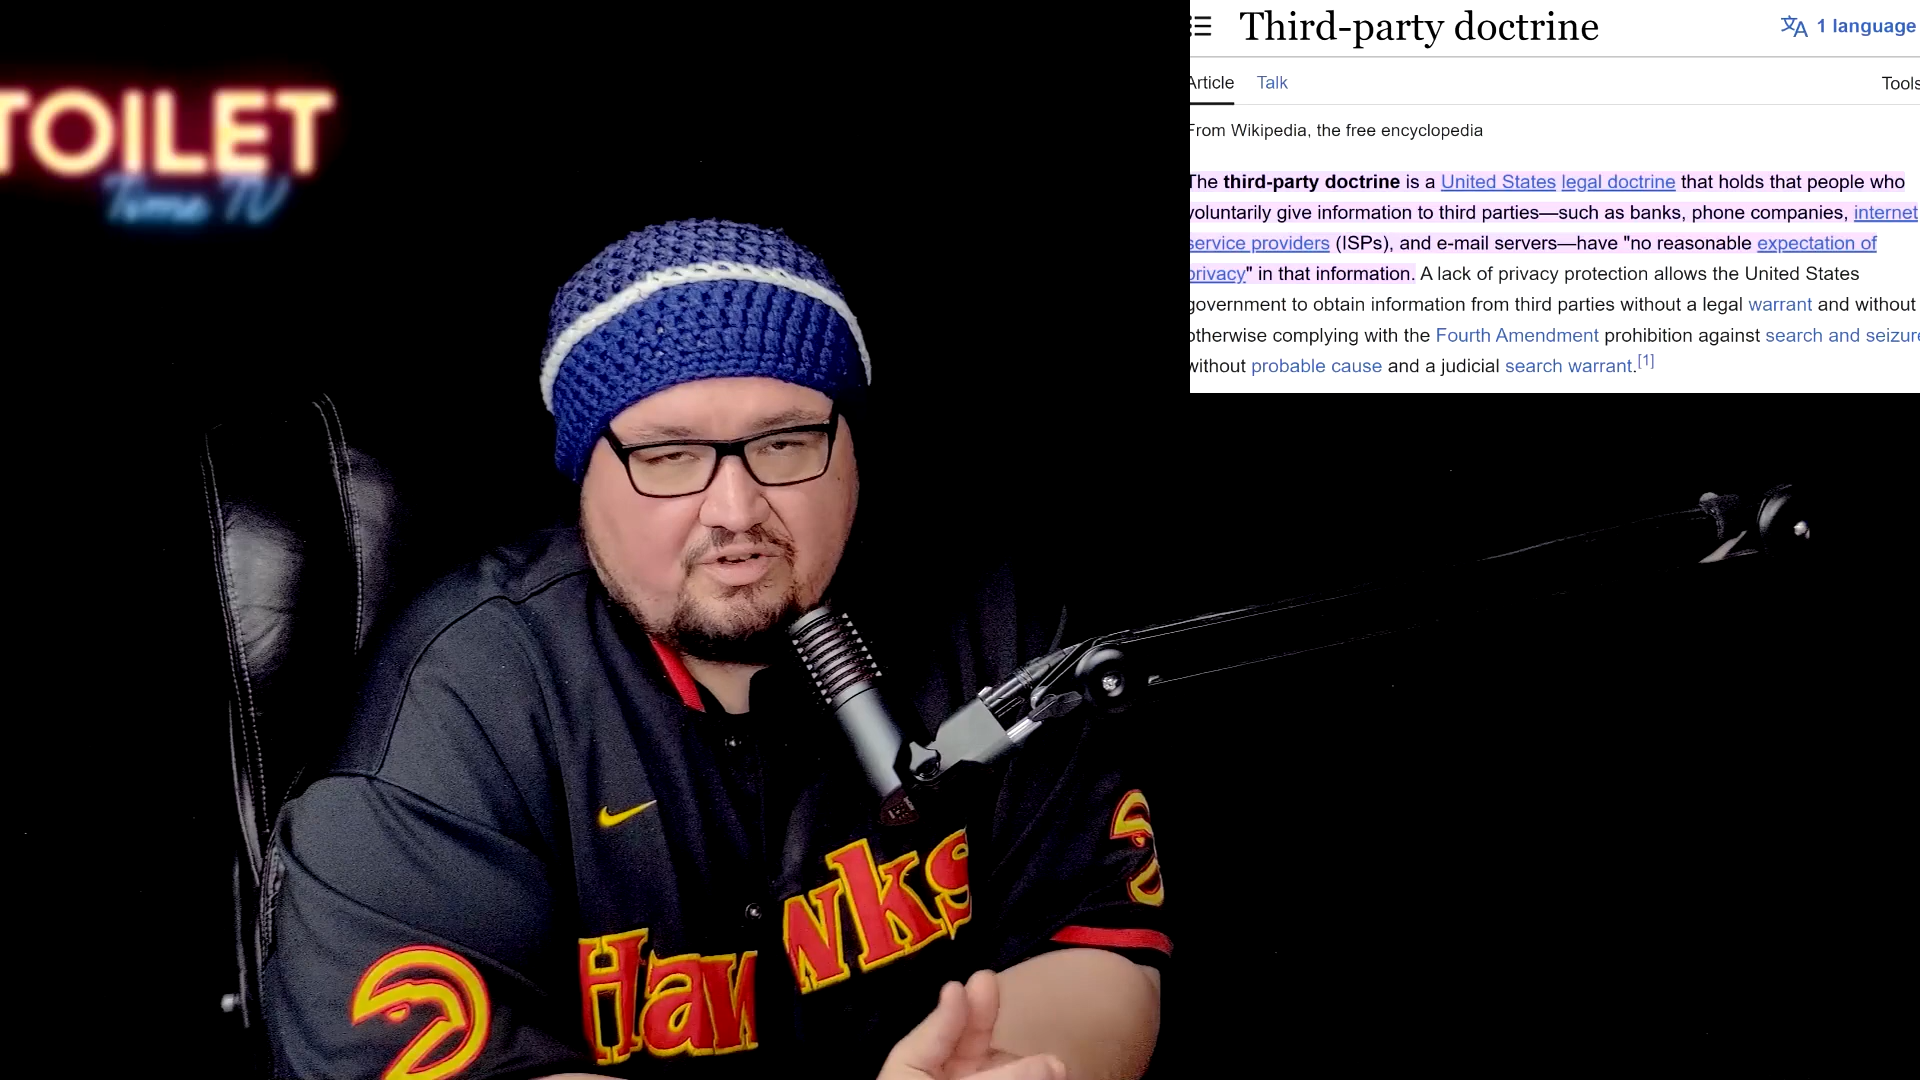 TOILET
Time TV
Third-party doctrine
1 language
Article Talk
Tools
From Wikipedia, the free encyclopedia
The third-party doctrine is a United States legal doctrine that holds that people who
voluntarily give information to third parties—such as banks, phone companies, internet
service providers (ISPs), and e-mail servers—have "no reasonable expectation of
privacy" in that information. A lack of privacy protection allows the United States
government to obtain information from third parties without a legal warrant and without
otherwise complying with the Fourth Amendment prohibition against search and seizure
without probable cause and a judicial search warrant.[1]
Hawks